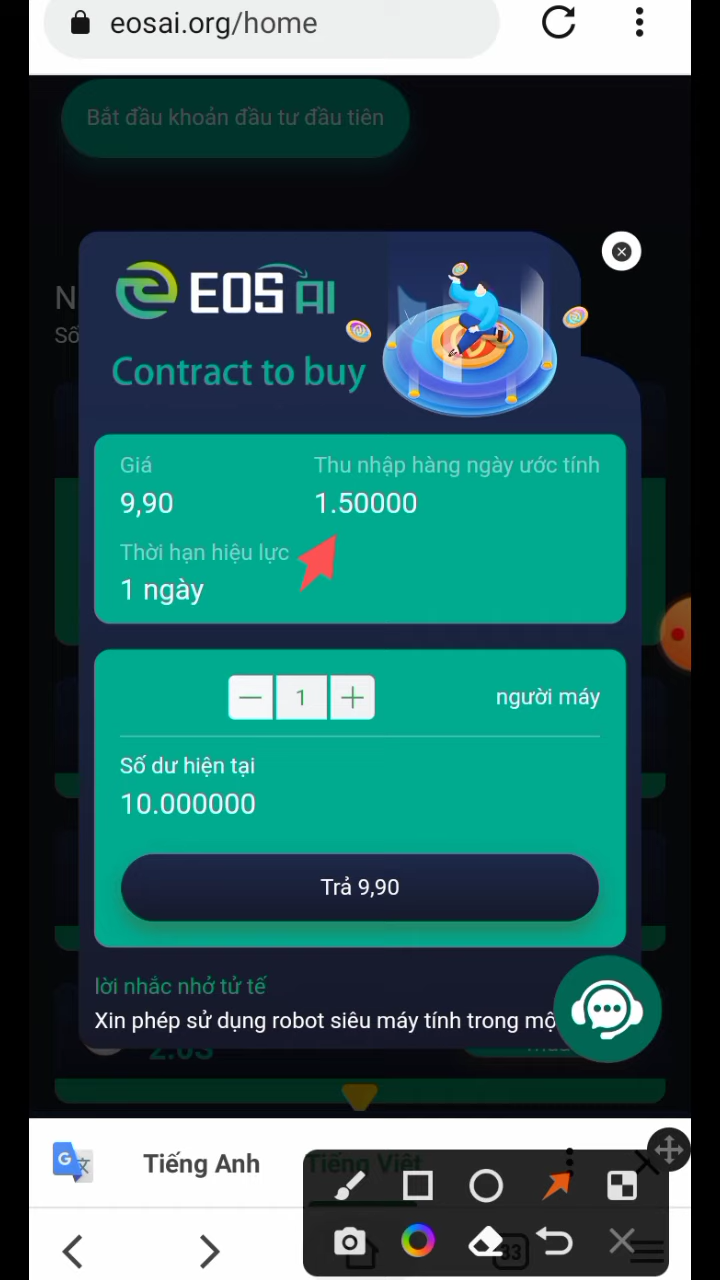 eosai.org/home
Bắt đầu khoản đầu tư đầu tiên
N
Số
EOS AI
Contract to buy
Giá
Thu nhập hàng ngày ước tính
9,90
1.50000
Thời hạn hiệu lực
1 ngày
1
người máy
Số dư hiện tại
10.000000
Trả 9,90
lời nhắc nhở tử tế
Xin phép sử dụng robot siêu máy tính trong mộ
Tiếng Anh
Tiếng Việt